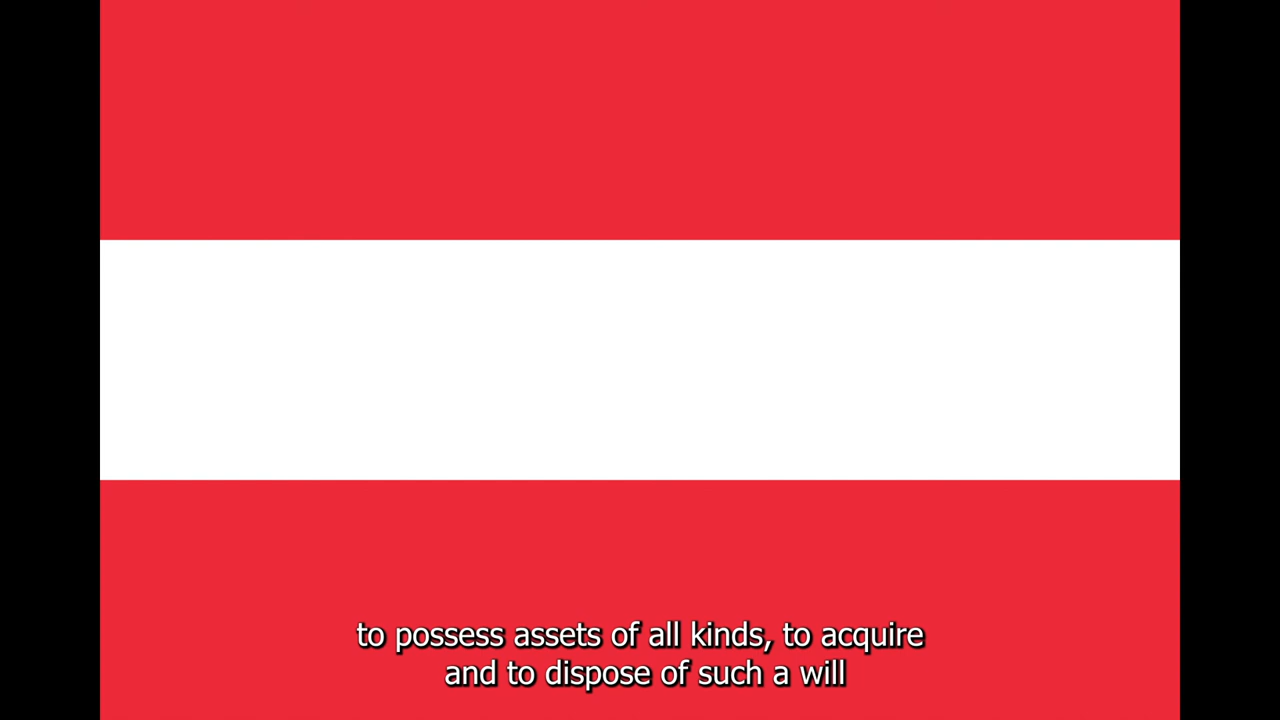 to possess assets of all kinds, to acquire
and to dispose of such a will